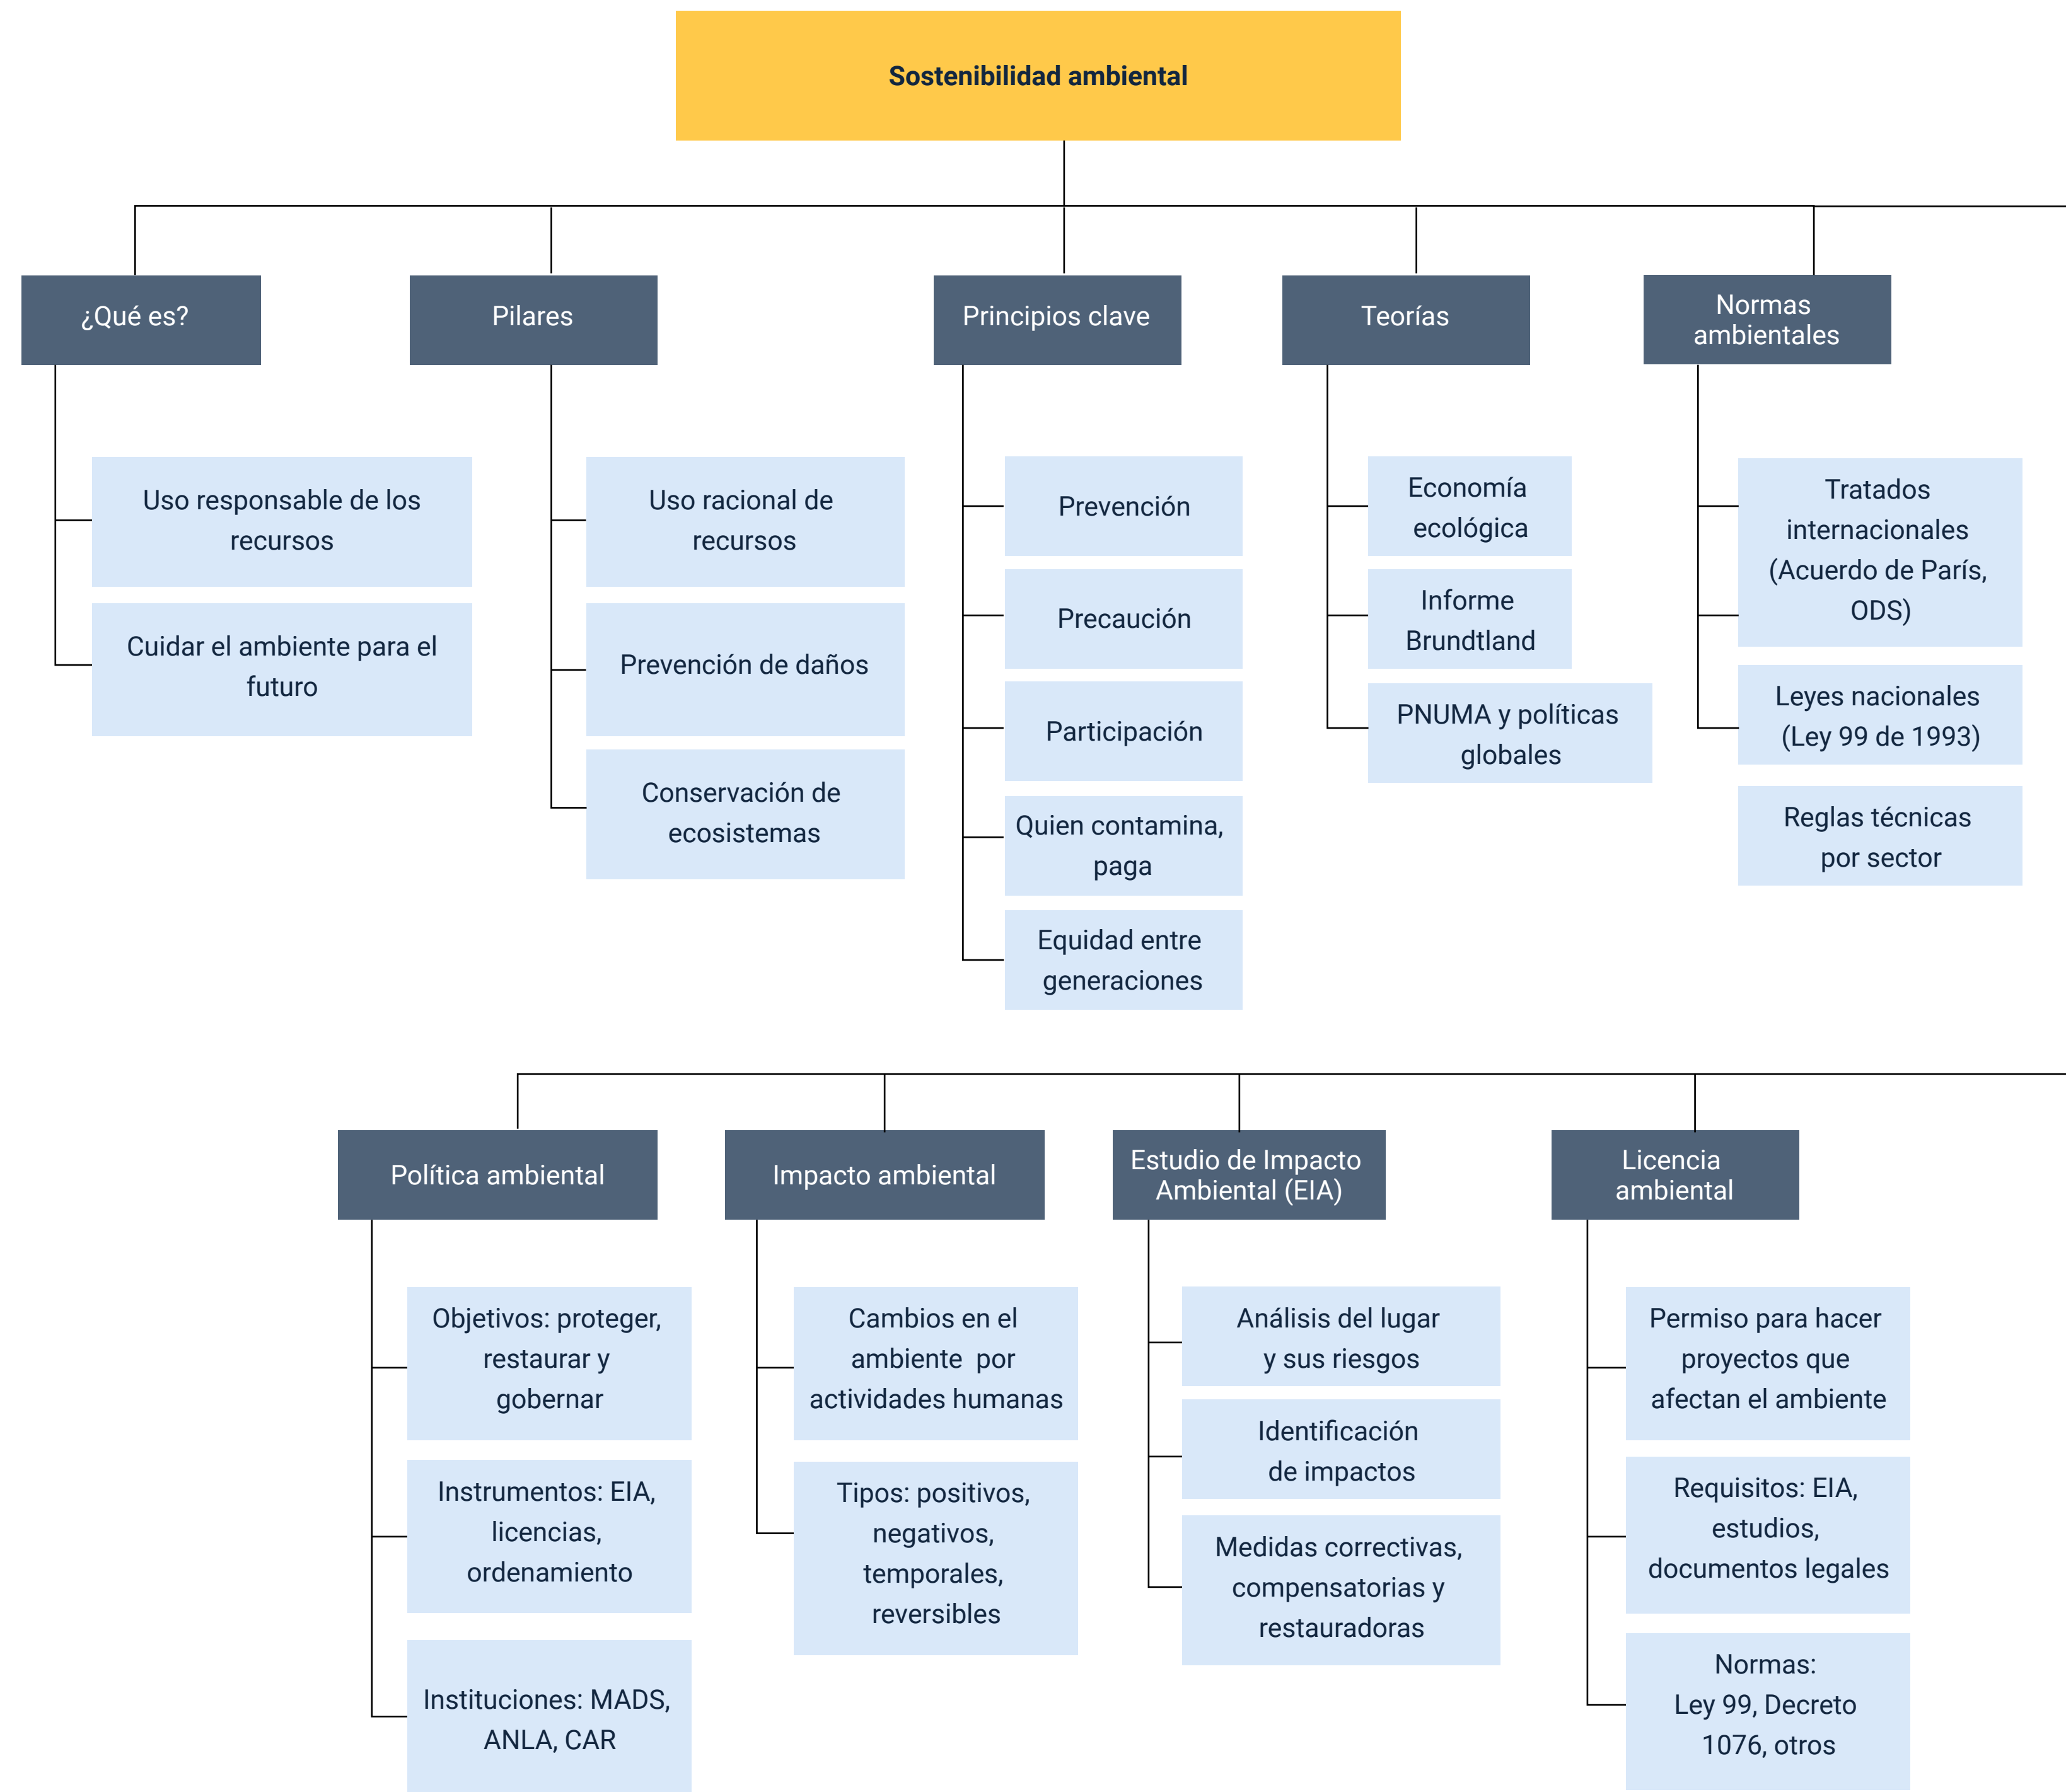 Sostenibilidad ambiental
¿Qué es?
Uso responsable de los
recursos
Cuidar el ambiente para el
futuro
Pilares
Uso racional de
recursos
Prevención de daños
Conservación de
ecosistemas
Principios clave
Prevención
Precaución
Participación
Quien contamina,
paga
Equidad entre
generaciones
Teorías
Economía
ecológica
Informe
Brundtland
PNUMA y políticas
globales
Normas
ambientales
Tratados
internacionales
(Acuerdo de París,
ODS)
Leyes nacionales
(Ley 99 de 1993)
Reglas técnicas
por sector
Política ambiental
Objetivos: proteger,
restaurar y
gobernar
Instrumentos: EIA,
licencias,
ordenamiento
Instituciones: MADS,
ANLA, CAR
Impacto ambiental
Cambios en el
ambiente por
actividades humanas
Tipos: positivos,
negativos,
temporales,
reversibles
Estudio de Impacto
Ambiental (EIA)
Análisis del lugar
y sus riesgos
Identificación
de impactos
Medidas correctivas,
compensatorias y
restauradoras
Licencia
ambiental
Permiso para hacer
proyectos que
afectan el ambiente
Requisitos: EIA,
estudios,
documentos legales
Normas:
Ley 99, Decreto
1076, otros